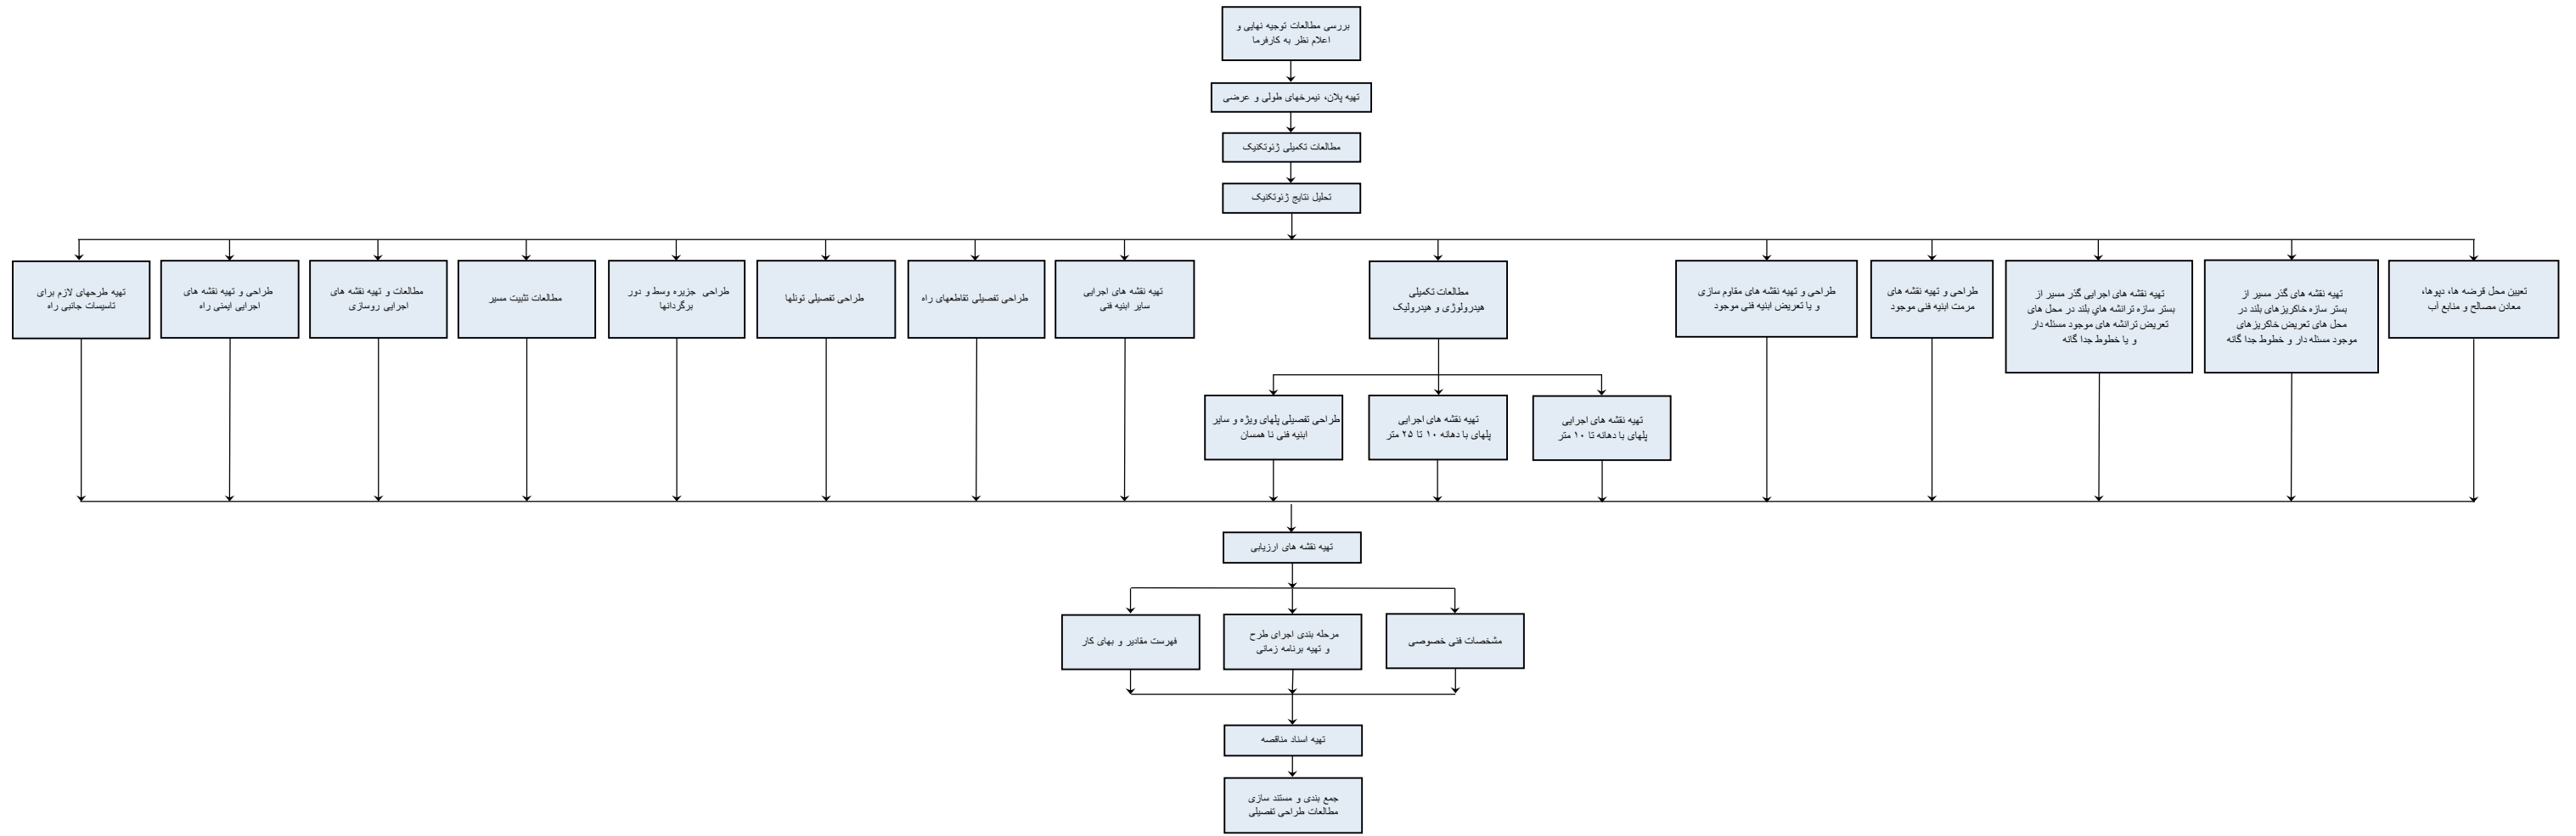 بررسی مطالعات توجیه نهایی و
اعلام نظر به کارفرما
تهیه پلان، نیمرخهای طولی و عرضی
مطالعات تکمیلی ژئوتکنیک
تحلیل نتایج ژئوتکنیک
تعیین محل قرضه ها، دپوها،
معادن مصالح و منابع آب
تهیه نقشه های گذر مسیر از
بستر سازه خاکریزهای بلند در
محل های تعریض خاکریزهای
موجود مسئله دار و خطوط جدا گانه
تهیه نقشه های اجرایی گذر مسیر از
بستر سازه ترانشه هاي بلند در محل های
تعریض ترانشه های موجود مسئله دار
و یا خطوط جدا گانه
طراحی و تهیه نقشه های
مرمت ابنیه فنی موجود
طراحی و تهیه نقشه های مقاوم سازی
و یا تعریض ابنیه فنی موجود
مطالعات تکمیلی
هیدرولوژی و هیدرولیک
تهیه نقشه های اجرایی
سایر ابنیه فنی
طراحی تفصیلی تقاطعهای راه
طراحی تفصیلی تونلها
طراحی جزیره وسط و دور
برگردانها
مطالعات تثبیت مسیر
مطالعات و تهیه نقشه های
اجرایی روسازی
طراحی و تهیه نقشه های
اجرایی ایمنی راه
تهیه طرحهای لازم برای
تاسیسات جانبی راه
تهیه نقشه های اجرایی
پلهای با دهانه تا ۱۰ متر
تهیه نقشه های اجرایی
پلهای با دهانه ۱۰ تا ۲۵ متر
طراحی تفصیلی پلهای ویژه و سایر
ابنیه فنی نا همسان
تهیه نقشه های ارزیابی
مشخصات فنی خصوصی
مرحله بندی اجرای طرح
و تهیه برنامه زمانی
فهرست مقادیر و بهای کار
تهیه اسناد مناقصه
جمع بندی و مستند سازی
مطالعات طراحی تفصیلی